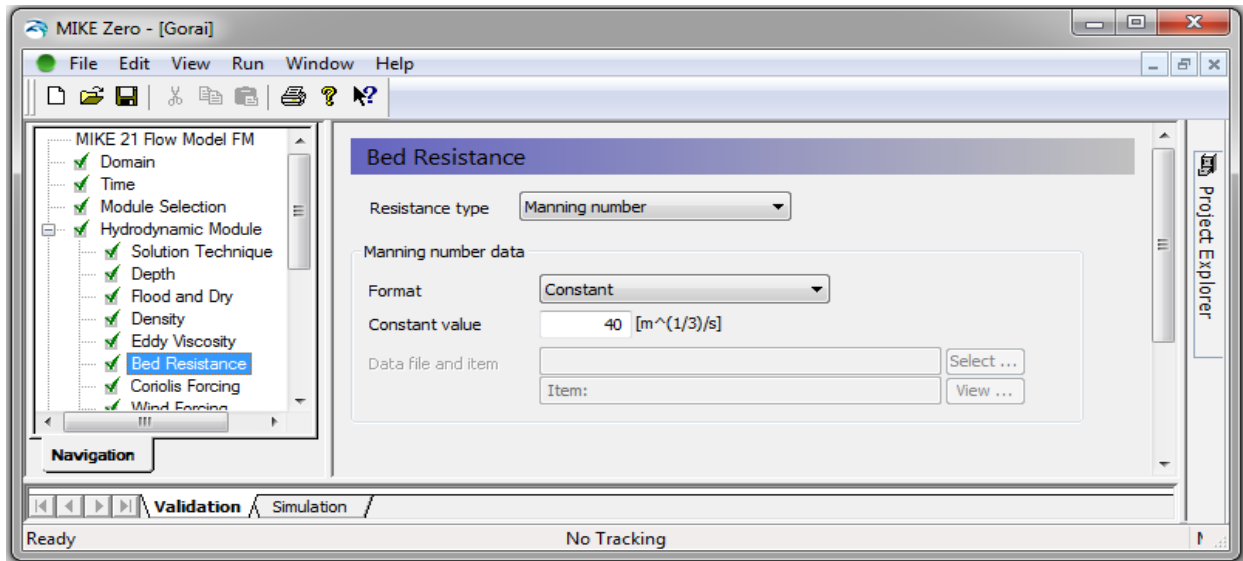 MIKE Zero - [Gorai]
File Edit View Run Window Help
MIKE 21 Flow Model FM
Domain
Time
Module Selection
Hydrodynamic Module
Solution Technique
Depth
Flood and Dry
Density
Eddy Viscosity
Bed Resistance
Coriolis Forcing
Wind Forcing
Navigation
Bed Resistance
Resistance type Manning number
Manning number data
Format Constant
Constant value 40 [m^(1/3)/s]
Data file and item Select ...
Item: View ...
Project Explorer
Validation Simulation
Ready No Tracking